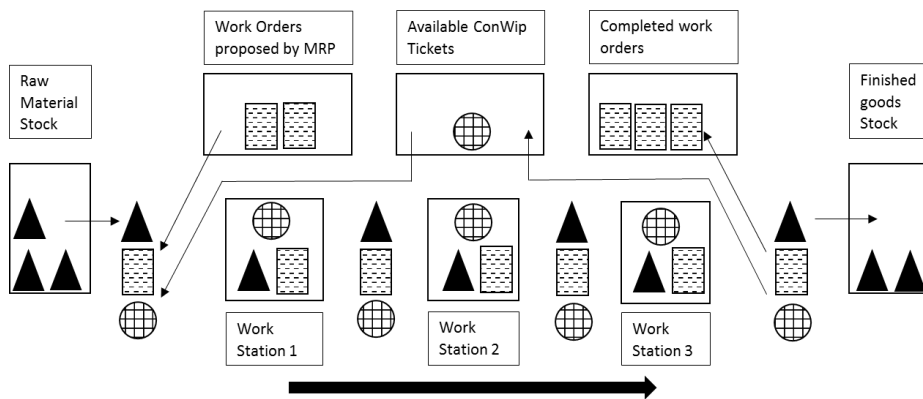 Work Orders
proposed by MRP
Available ConWip
Tickets
Completed work
orders
Raw
Material
Stock
Finished
goods
Stock
Work
Station 1
Work
Station 2
Work
Station 3